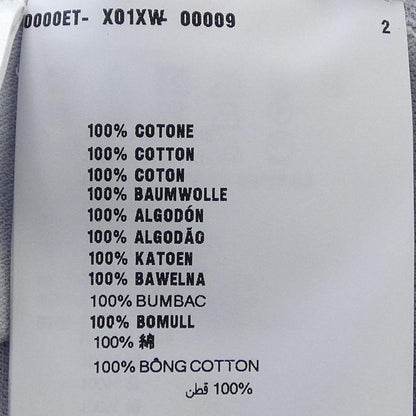 0000ET- X01XW- 00009
2
100% COTONE
100% COTTON
100% COTON
100% BAUMWOLLE
100% ALGODÓN
100% ALGODÃO
100% KATOEN
100% BAWELNA
100% BUMBAC
100% BOMULL
100% 綿
100% BÔNG COTTON
100% قطن